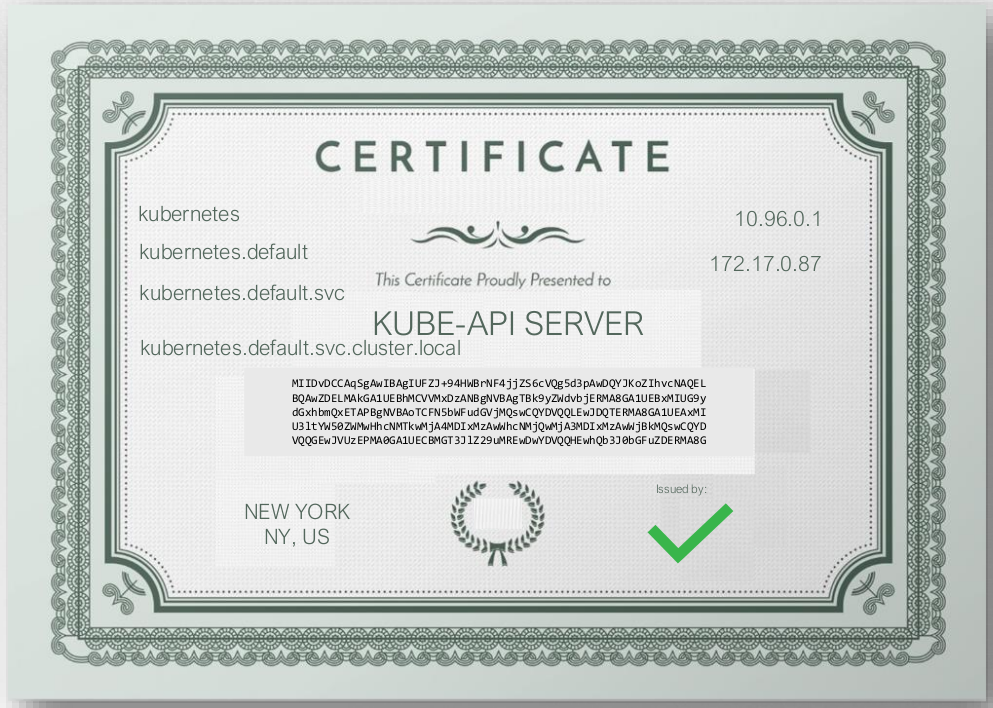 CERTIFICATE
kubernetes
10.96.0.1
kubernetes.default
172.17.0.87
This Certificate Proudly Presented to
kubernetes.default.svc
KUBE-API SERVER
kubernetes.default.svc.cluster.local
MIIDvDCCAqSgAwIBAgIUFZJ+94HWBrNF4jjZS6cVQg5d3pAwDQYJKoZIhvcNAQEL
BQAwZDELMAkGA1UEBhMCVVMxDzANBgNVBAgTBk9yZWdvbjERMA8GA1UEBxMIUG9y
dGxhbmQxETAPBgNVBAoTCFN5bWFudGVjMQswCQYDVQQLEwJDQTERMA8GA1UEAxMI
U3ltYW50ZWMwHhcNMTkwMjA4MDIxMzAwWhcNMjQwMjA3MDIxMzAwWjBkMQswCQYD
VQQGEwJVUzEPMA0GA1UECBMGT3JlZ29uMREwDwYDVQQHEwhQb3J0bGFuZDERMA8G
NEW YORK
NY, US
Issued by: